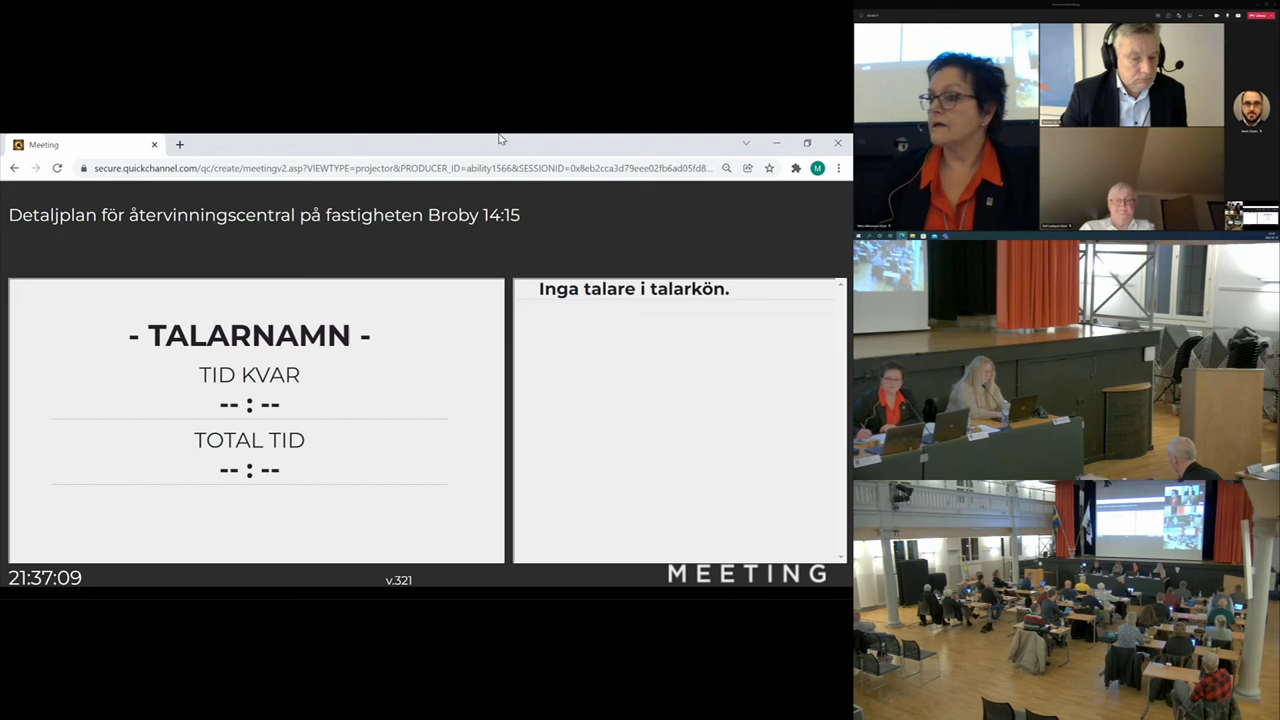 Meeting
secure.quickchannel.com/qc/create/meetingv2.asp?VIEWTYPE=projector&PRODUCER_ID=ability1566&SESSIONID=0x8eb2cca3d79eee02fb6ad05fd8...
M
Detaljplan för återvinningscentral på fastigheten Broby 14:15
- TALARNAMN -
TID KVAR
-- : --
TOTAL TID
-- : --
Inga talare i talarkön.
21:37:09
v.321
MEETING